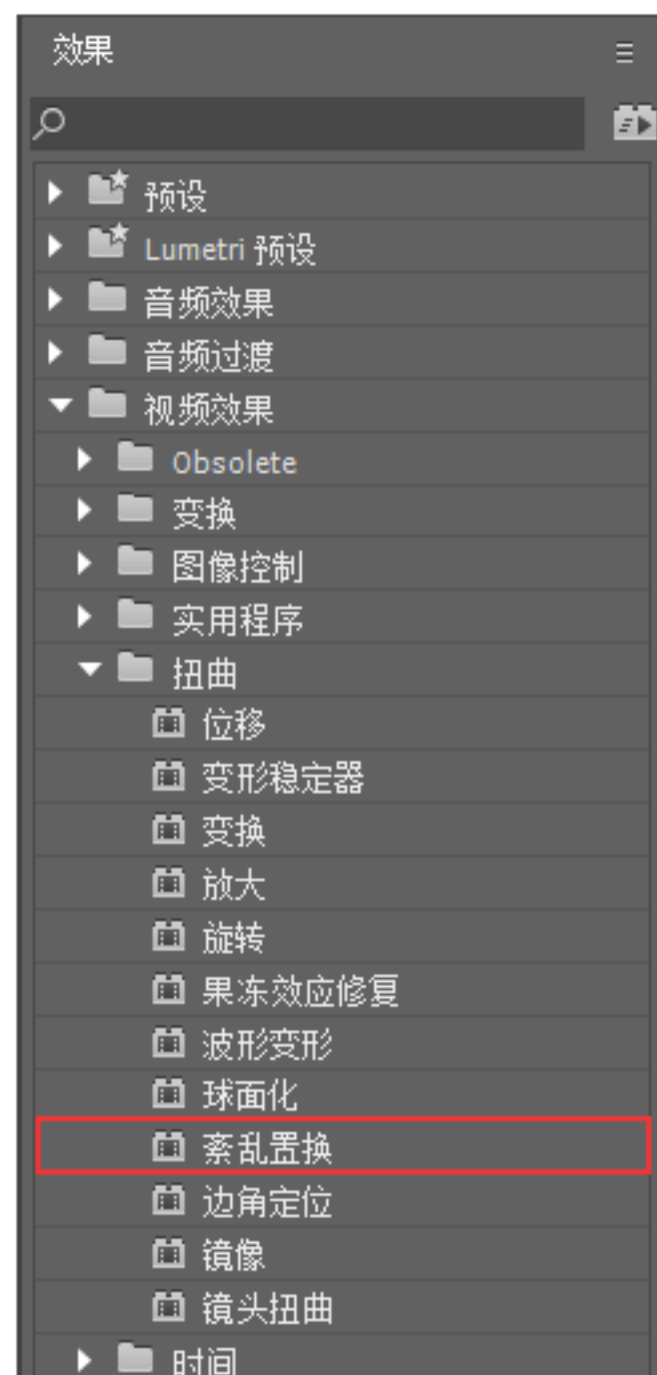 效果
预设
Lumetri 预设
音频效果
音频过渡
视频效果
Obsolete
变换
图像控制
实用程序
扭曲
位移
变形稳定器
变换
放大
旋转
果冻效应修复
波形变形
球面化
紊乱置换
边角定位
镜像
镜头扭曲
时间